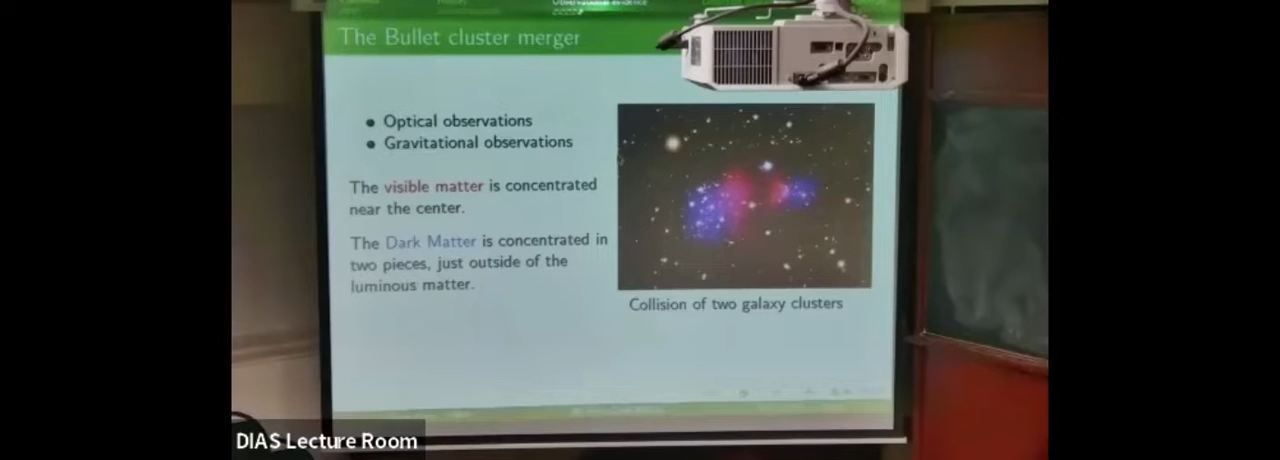 Observational evidence
The Bullet cluster merger
Optical observations
Gravitational observations
The visible matter is concentrated
near the center.
The Dark Matter is concentrated in
two pieces, just outside of the
luminous matter.
Collision of two galaxy clusters
DIAS Lecture Room